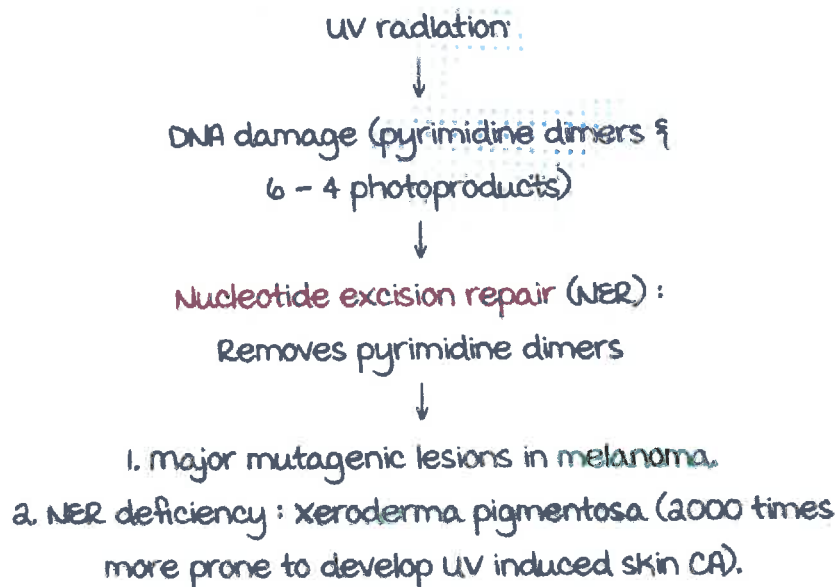 UV radiation
DNA damage (pyrimidine dimers &
6 - 4 photoproducts)
Nucleotide excision repair (NER) :
Removes pyrimidine dimers
1. Major mutagenic lesions in melanoma.
2. NER deficiency : Xeroderma pigmentosa (2000 times
more prone to develop UV induced skin CA).